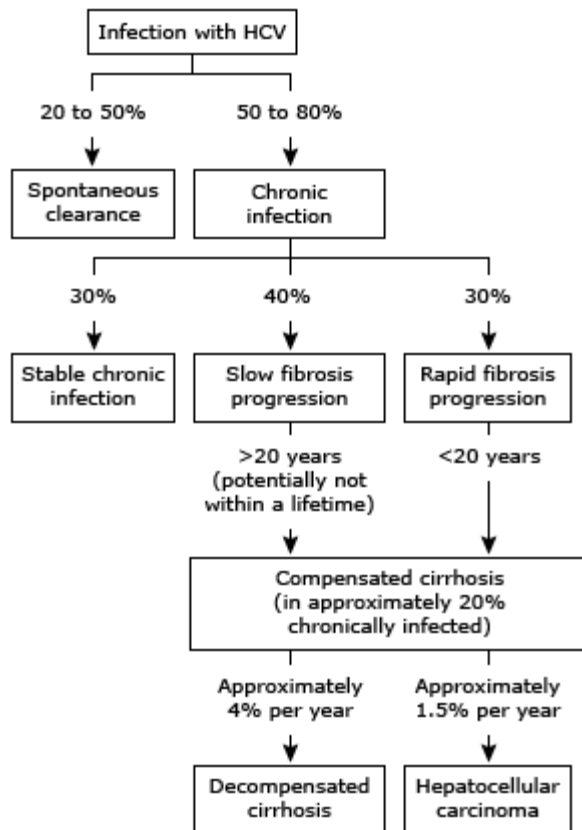 Infection with HCV
20 to 50%
50 to 80%
Spontaneous
clearance
Chronic
infection
30%
40%
30%
Stable chronic
infection
Slow fibrosis
progression
Rapid fibrosis
progression
>20 years
(potentially not
within a lifetime)
<20 years
Compensated cirrhosis
(in approximately 20%
chronically infected)
Approximately
4% per year
Approximately
1.5% per year
Decompensated
cirrhosis
Hepatocellular
carcinoma